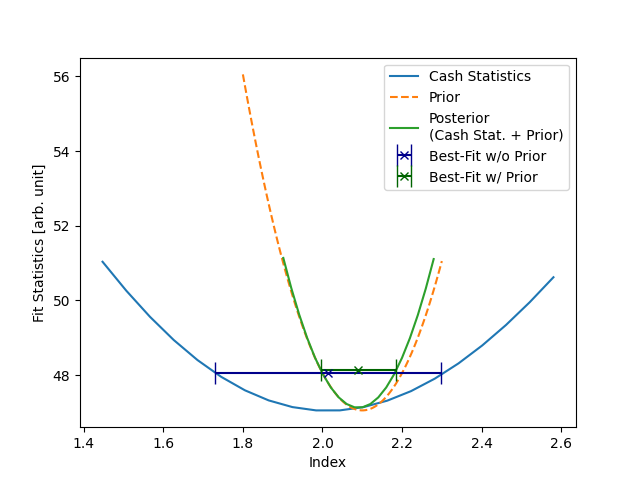 56
54
52
50
48
Fit Statistics [arb. unit]
Cash Statistics
Prior
Posterior
(Cash Stat. + Prior)
Best-Fit w/o Prior
Best-Fit w/ Prior
1.4 1.6 1.8 2.0 2.2 2.4 2.6
Index